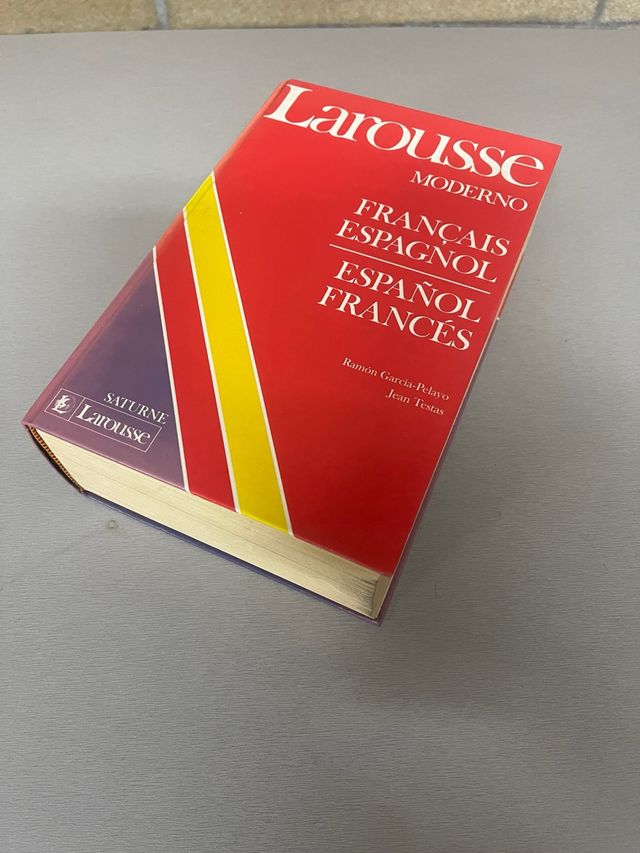 Larousse
MODERNO
FRANÇAIS
ESPAGNOL
ESPAÑOL
FRANCÉS
Ramón García-Pelayo
Jean Testas
SATURNE
Larousse